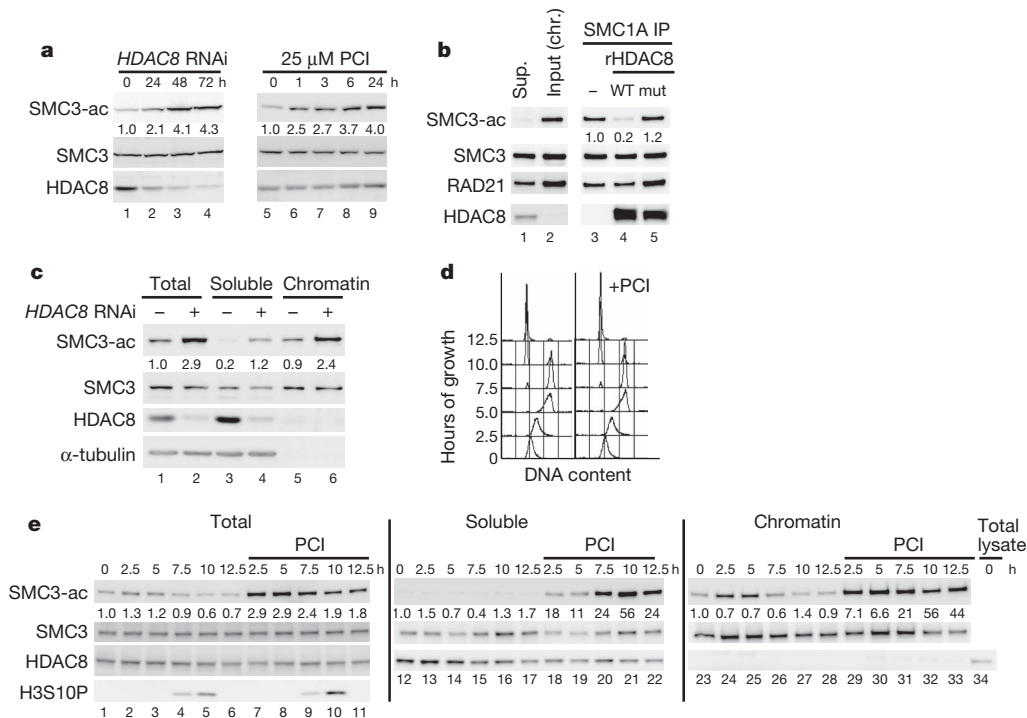 a
HDAC8 RNAi
25 μM PCI
0 24 48 72 h
0 1 3 6 24 h
SMC3-ac
1.0 2.1 4.1 4.3
1.0 2.5 2.7 3.7 4.0
SMC3
HDAC8
1 2 3 4
5 6 7 8 9
b
Sup.
Input (chr.)
SMC1A IP
rHDAC8
– WT mut
SMC3-ac
1.0 0.2 1.2
SMC3
RAD21
HDAC8
1 2 3 4 5
c
Total Soluble Chromatin
HDAC8 RNAi – + – + – +
SMC3-ac
1.0 2.9 0.2 1.2 0.9 2.4
SMC3
HDAC8
α-tubulin
1 2 3 4 5 6
d
+PCI
Hours of growth
12.5
10.0
7.5
5.0
2.5
0
DNA content
e
Total
PCI
0 2.5 5 7.5 10 12.5 2.5 5 7.5 10 12.5 h
Soluble
PCI
0 2.5 5 7.5 10 12.5 2.5 5 7.5 10 12.5 h
Chromatin
PCI
0 2.5 5 7.5 10 12.5 2.5 5 7.5 10 12.5
Total lysate
0 h
SMC3-ac
1.0 1.3 1.2 0.9 0.6 0.7 2.9 2.9 2.4 1.9 1.8
1.0 1.5 0.7 0.4 1.3 1.7 18 11 24 56 24
1.0 0.7 0.7 0.6 1.4 0.9 7.1 6.6 21 56 44
SMC3
HDAC8
H3S10P
1 2 3 4 5 6 7 8 9 10 11
12 13 14 15 16 17 18 19 20 21 22
23 24 25 26 27 28 29 30 31 32 33 34